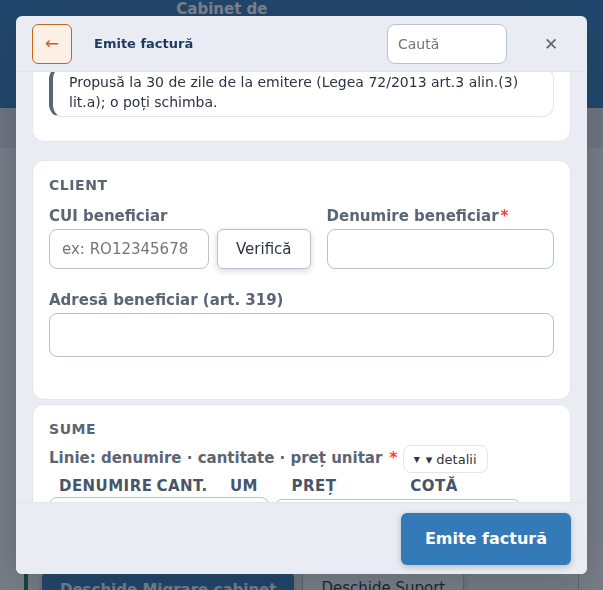 Cabinet de
←
Emite factură
Caută
✕
Propusă la 30 de zile de la emitere (Legea 72/2013 art.3 alin.(3)
lit.a); o poți schimba.
CLIENT
CUI beneficiar
Denumire beneficiar*
ex: RO12345678
Verifică
Adresă beneficiar (art. 319)
SUME
Linie: denumire · cantitate · preț unitar * ▾ ▾ detalii
DENUMIRE CANT. UM PREȚ COTĂ
Emite factură
Deschide Migrare cabinet
Deschide Suport